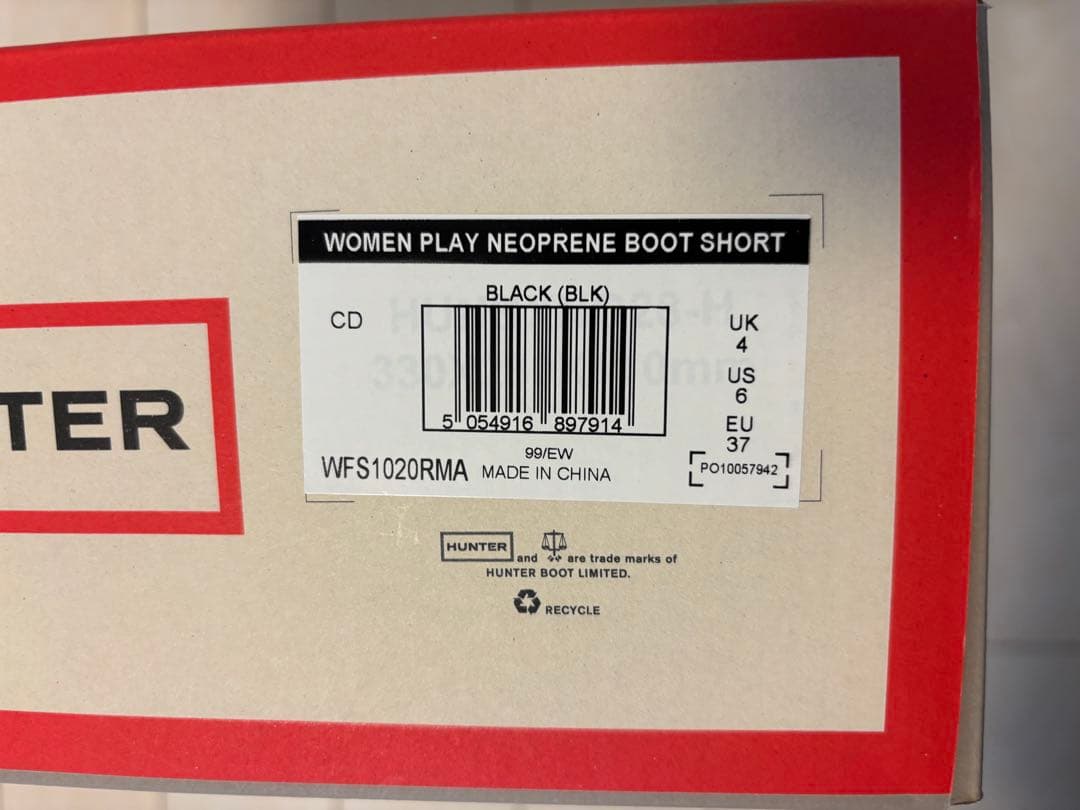 TER
WOMEN PLAY NEOPRENE BOOT SHORT
BLACK (BLK)
CD
5 054916 897914
UK
4
US
6
EU
37
99/EW
WFS1020RMA MADE IN CHINA
PO10057942
HUNTER and are trade marks of
HUNTER BOOT LIMITED.
RECYCLE